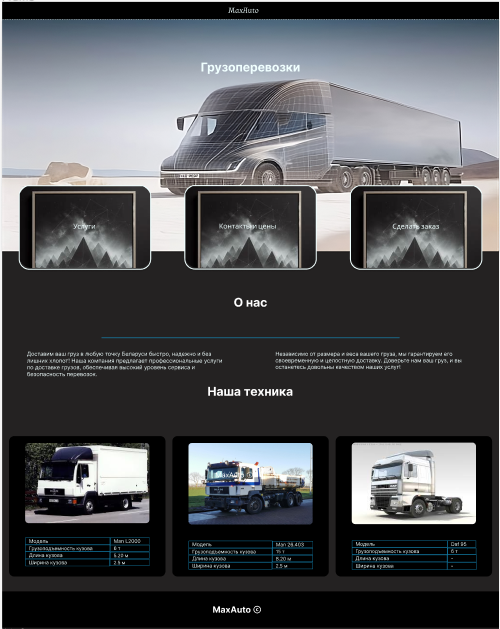 MaxAuto
Грузоперевозки
Услуги
Контакты и цены
Сделать заказ
О нас
Доставим ваш груз в любую точку Беларуси быстро, надежно и без
лишних хлопот! Наша компания предлагает профессиональные услуги
по доставке грузов, обеспечивая высокий уровень сервиса и
безопасность перевозок.
Независимо от размера и веса вашего груза, мы гарантируем его
своевременную и целостную доставку. Доверьте нам ваш груз, и вы
останетесь довольны качеством наших услуг!
Наша техника
MaxAuto
Модель Man L2000
Грузоподъемность кузова 6 т
Длина кузова 5.20 м
Ширина кузова 2.5 м
Модель Man 26.403
Грузоподъемность кузова 15 т
Длина кузова 6.20 м
Ширина кузова 2.5 м
Модель Daf 95
Грузоподъемность кузова 6 т
Длина кузова -
Ширина кузова -
MaxAuto ©